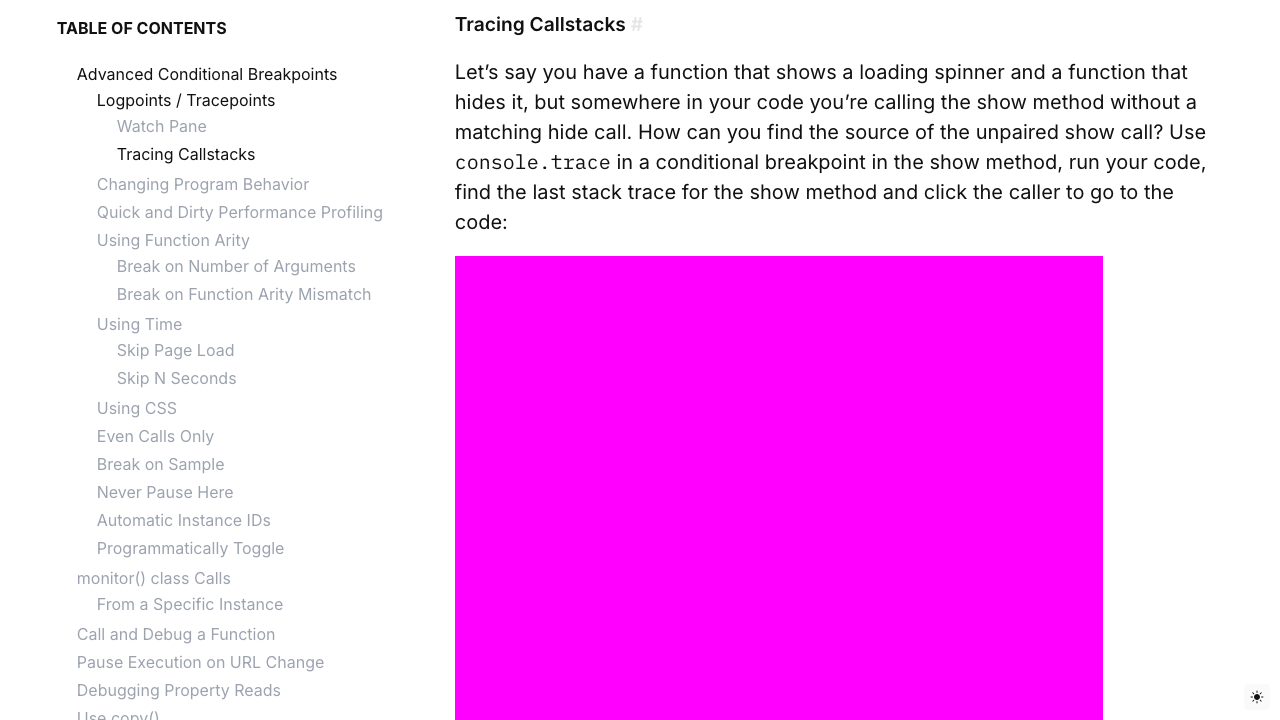 TABLE OF CONTENTS
Advanced Conditional Breakpoints
Logpoints / Tracepoints
Watch Pane
Tracing Callstacks
Changing Program Behavior
Quick and Dirty Performance Profiling
Using Function Arity
Break on Number of Arguments
Break on Function Arity Mismatch
Using Time
Skip Page Load
Skip N Seconds
Using CSS
Even Calls Only
Break on Sample
Never Pause Here
Automatic Instance IDs
Programmatically Toggle
monitor() class Calls
From a Specific Instance
Call and Debug a Function
Pause Execution on URL Change
Debugging Property Reads
Use copy()
Tracing Callstacks #
Let’s say you have a function that shows a loading spinner and a function that
hides it, but somewhere in your code you’re calling the show method without a
matching hide call. How can you find the source of the unpaired show call? Use
console.trace in a conditional breakpoint in the show method, run your code,
find the last stack trace for the show method and click the caller to go to the
code: